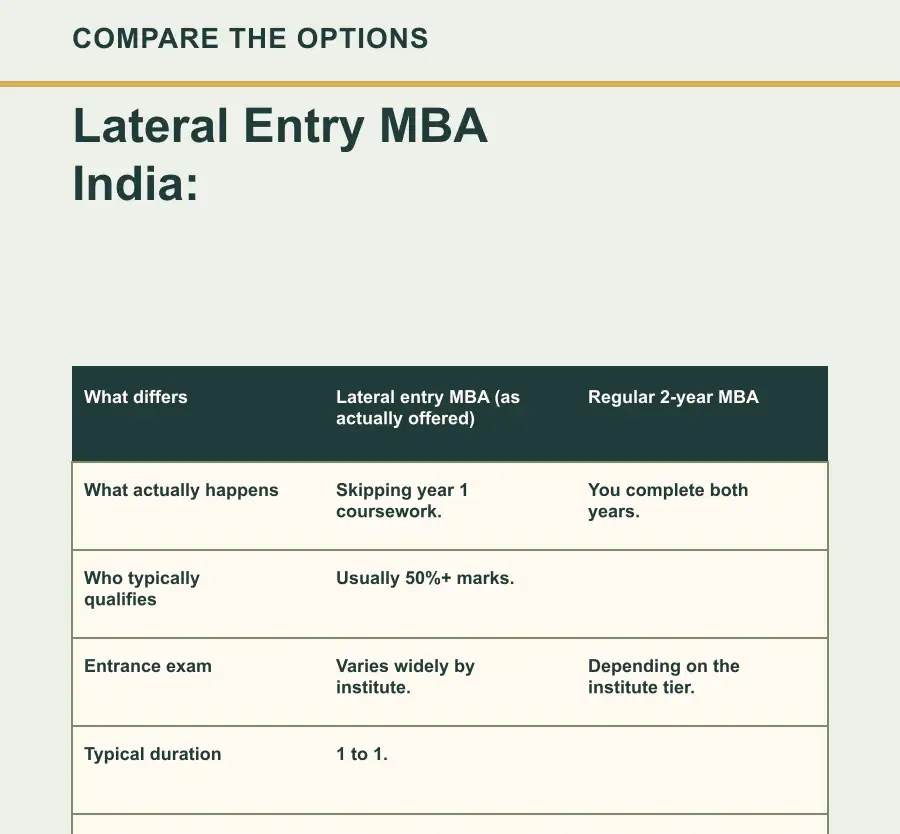 COMPARE THE OPTIONS
Lateral Entry MBA
India:
What differs
Lateral entry MBA (as
actually offered)
Regular 2-year MBA
What actually happens
Skipping year 1
coursework.
You complete both
years.
Who typically
qualifies
Usually 50%+ marks.
Entrance exam
Varies widely by
institute.
Depending on the
institute tier.
Typical duration
1 to 1.